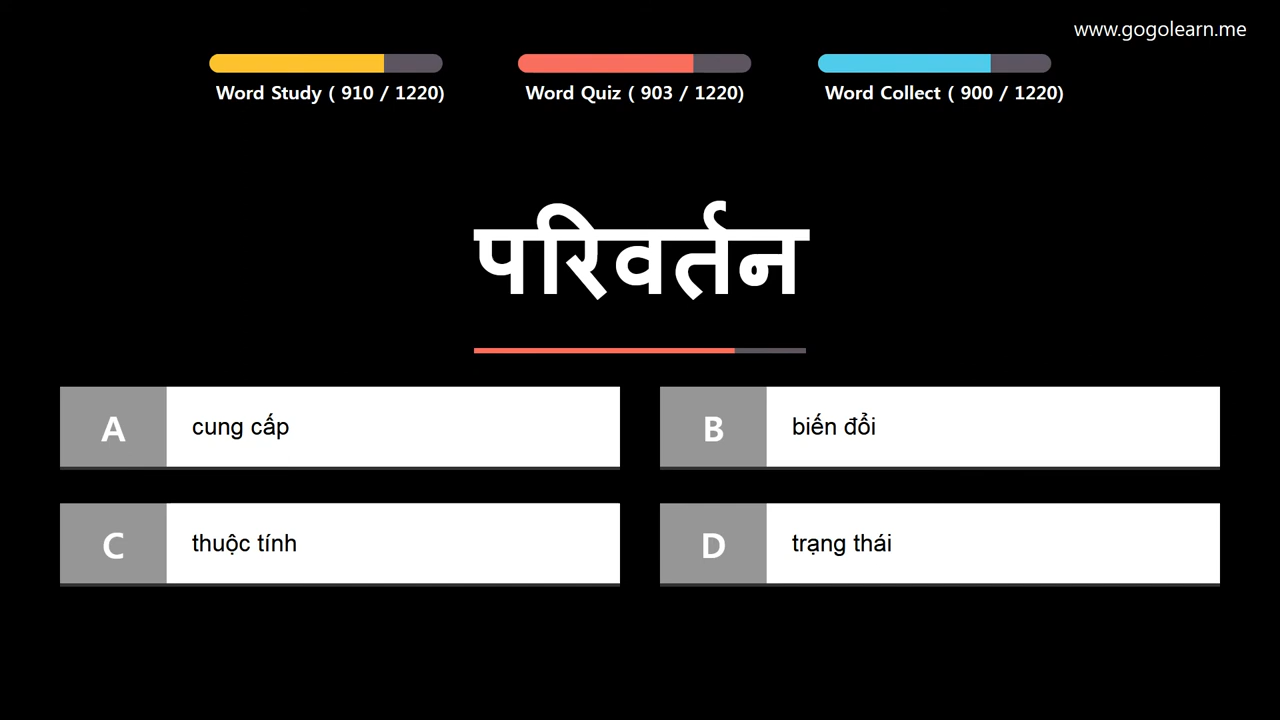 www.gogolearn.me
Word Study ( 910 / 1220)
Word Quiz ( 903 / 1220)
Word Collect ( 900 / 1220)
परिवर्तन
A
cung cấp
B
biến đổi
C
thuộc tính
D
trạng thái